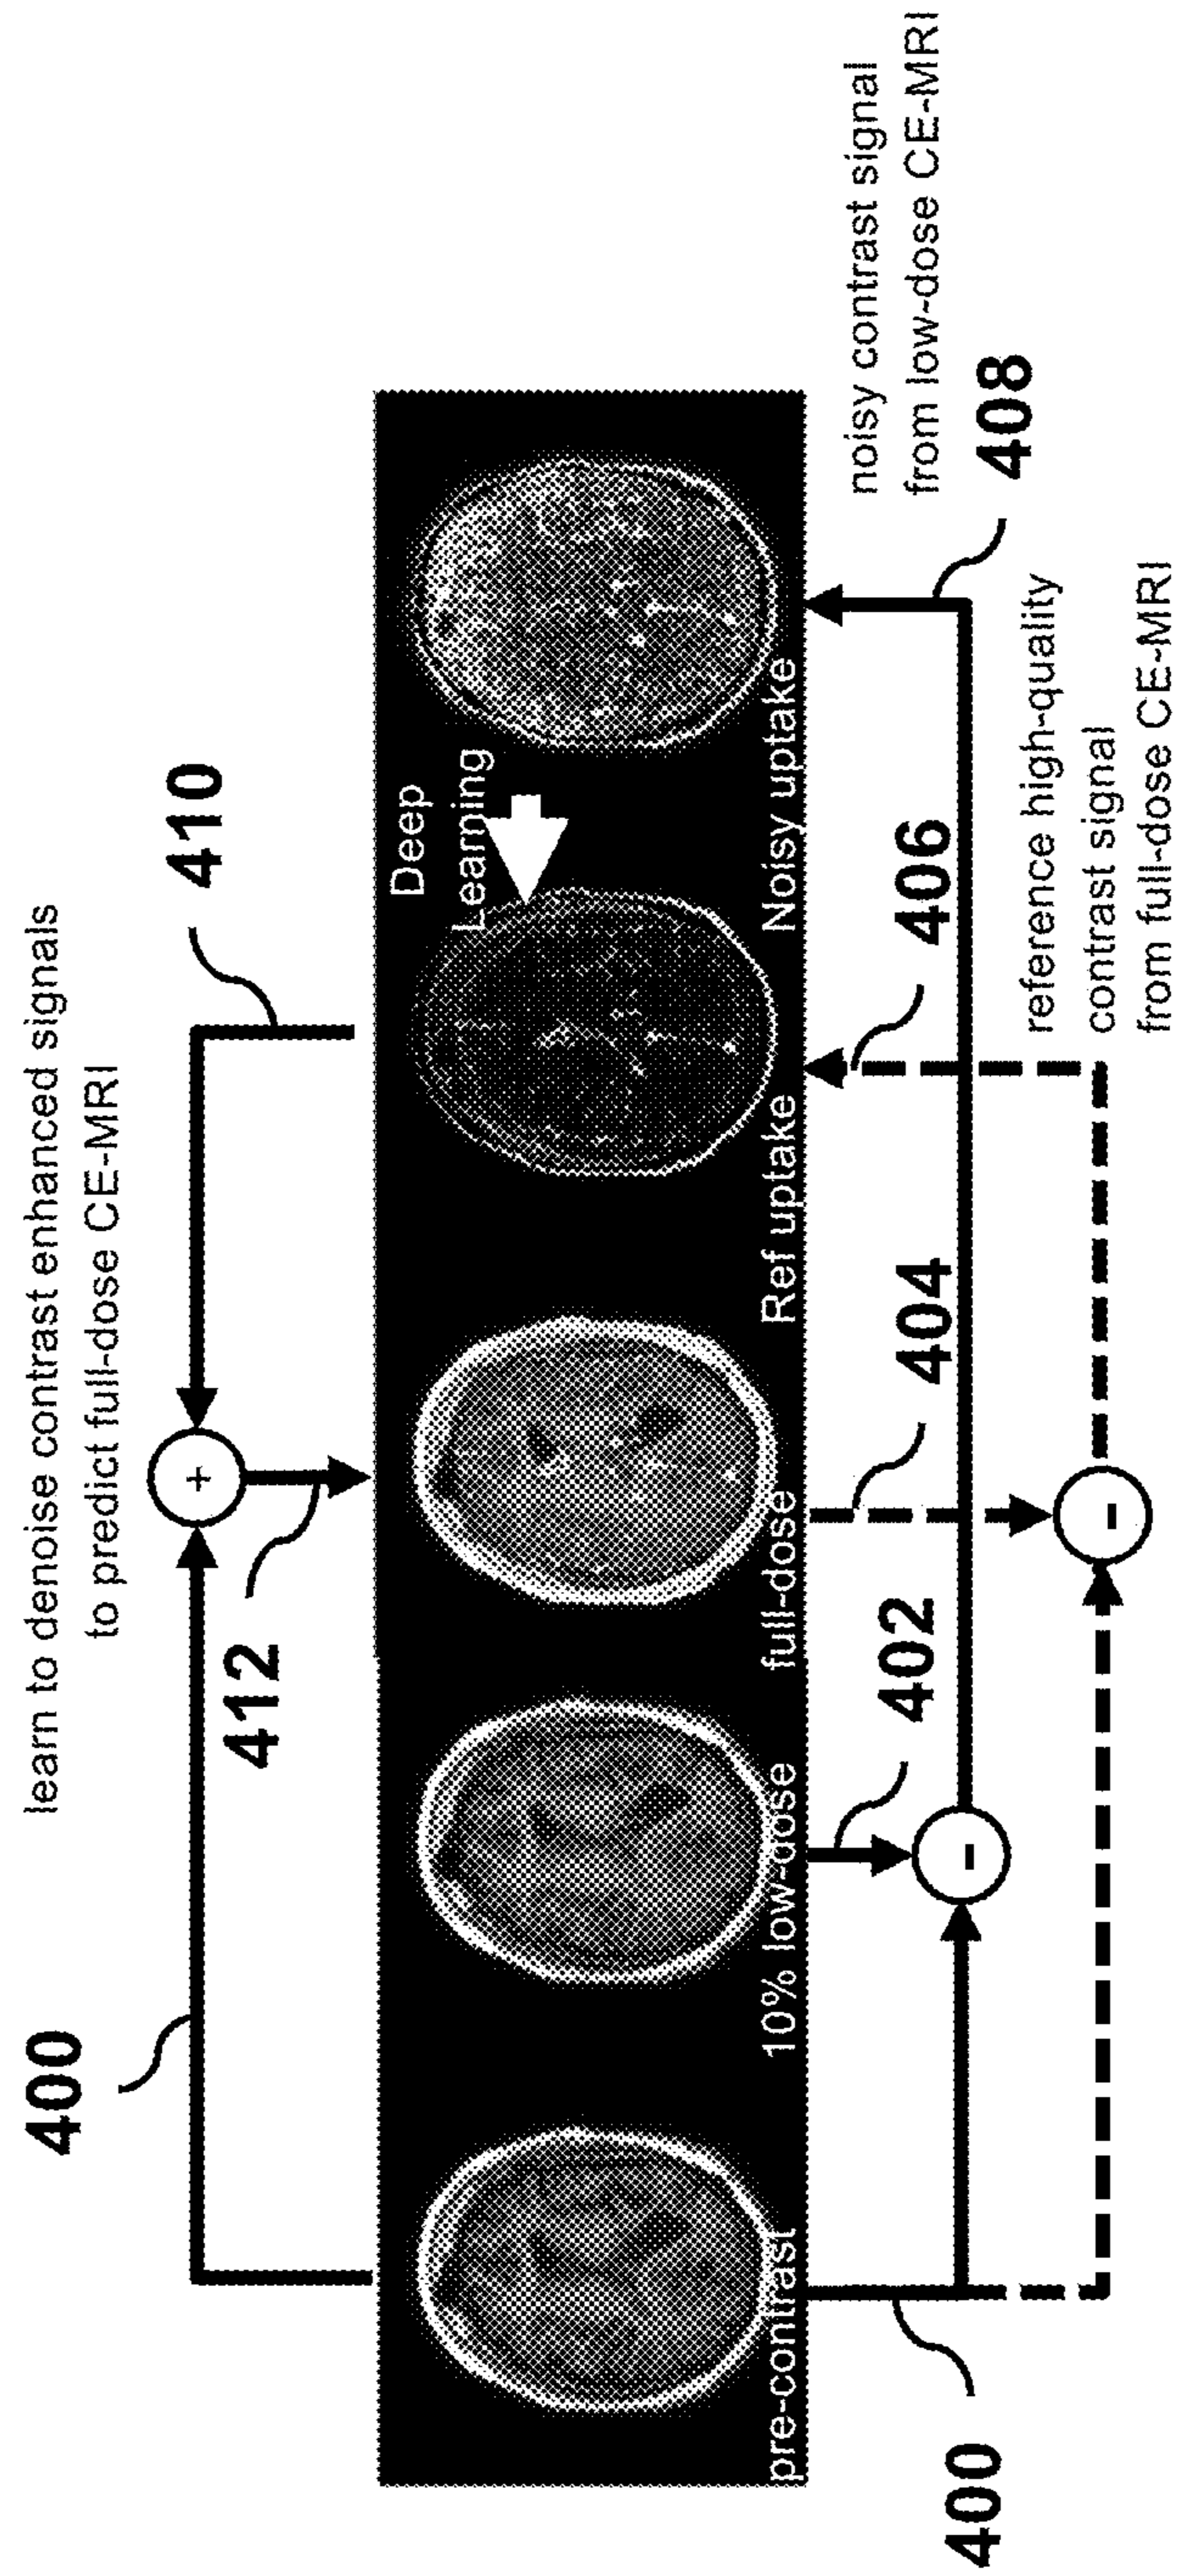 learn to denoise contrast enhanced signals
to predict full-dose CE-MRI
400
410
412
+
Deep
Learning
pre-contrast
10% low-dose
full-dose
Ref uptake
Noisy uptake
402
404
406
408
noisy contrast signal
from low-dose CE-MRI
-
-
reference high-quality
contrast signal
from full-dose CE-MRI
400